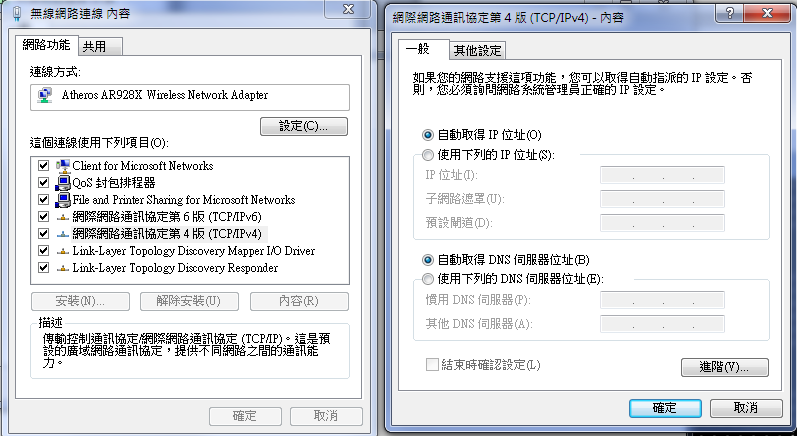 無線網路連線 內容
網路功能
共用
連線方式:
Atheros AR928X Wireless Network Adapter
設定(C)...
這個連線使用下列項目(O):
Client for Microsoft Networks
QoS 封包排程器
File and Printer Sharing for Microsoft Networks
網際網路通訊協定第 6 版 (TCP/IPv6)
網際網路通訊協定第 4 版 (TCP/IPv4)
Link-Layer Topology Discovery Mapper I/O Driver
Link-Layer Topology Discovery Responder
安裝(N)...
解除安裝(U)
內容(R)
描述
傳輸控制通訊協定/網際網路通訊協定 (TCP/IP)。這是預
設的廣域網路通訊協定，提供不同網路之間的通訊能
力。
確定
取消
網際網路通訊協定第 4 版 (TCP/IPv4) - 內容
一般
其他設定
如果您的網路支援這項功能，您可以取得自動指派的 IP 設定。否
則，您必須詢問網路系統管理員正確的 IP 設定。
自動取得 IP 位址(O)
使用下列的 IP 位址(S):
IP 位址(I):
子網路遮罩(U):
預設閘道(D):
自動取得 DNS 伺服器位址(B)
使用下列的 DNS 伺服器位址(E):
慣用 DNS 伺服器(P):
其他 DNS 伺服器(A):
結束時確認設定(L)
進階(V)...
確定
取消